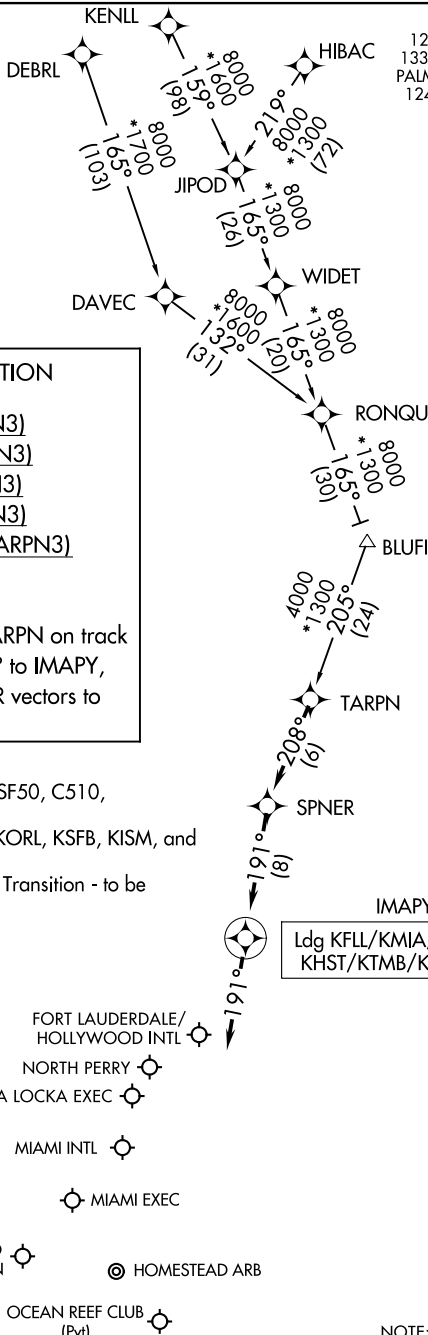 KENLL
HIBAC
DEBRL
8000
*1600
159°
(98)
219°
8000
*1300
(72)
8000
*1700
165°
(103)
JIPOD
8000
*1300
165°
(26)
WIDET
DAVEC
8000
*1600
132°
(31)
8000
*1300
165°
(20)
RONQU
8000
*1300
165°
(30)
BLUFI
4000
*1300
205°
(24)
TARPN
208°
(6)
SPNER
191°
(8)
IMAPY
Ldg KFLL/KMIA/
KHST/KTMB/K
191°
12
133
PALM
124
TION
N3)
N3)
N3)
N3)
ARPN3)
ARPN on track
to IMAPY,
R vectors to
SF50, C510,
KORL, KSFB, KISM, and
Transition - to be
FORT LAUDERDALE/
HOLLYWOOD INTL
NORTH PERRY
A LOCKA EXEC
MIAMI INTL
MIAMI EXEC
HOMESTEAD ARB
OCEAN REEF CLUB
(Pvt)
NOTE: